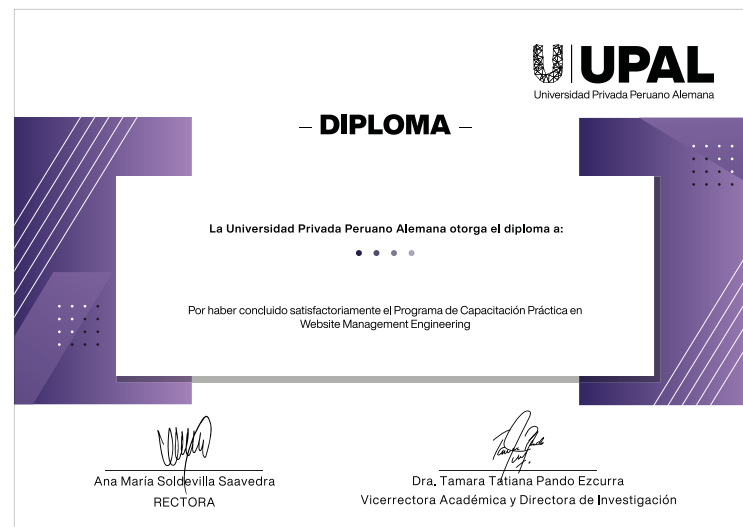 UPAL
Universidad Privada Peruano Alemana
– DIPLOMA –
La Universidad Privada Peruano Alemana otorga el diploma a:
Por haber concluido satisfactoriamente el Programa de Capacitación Práctica en
Website Management Engineering
Ana María Soldevilla Saavedra
RECTORA
Dra. Tamara Tatiana Pando Ezcurra
Vicerrectora Académica y Directora de Investigación